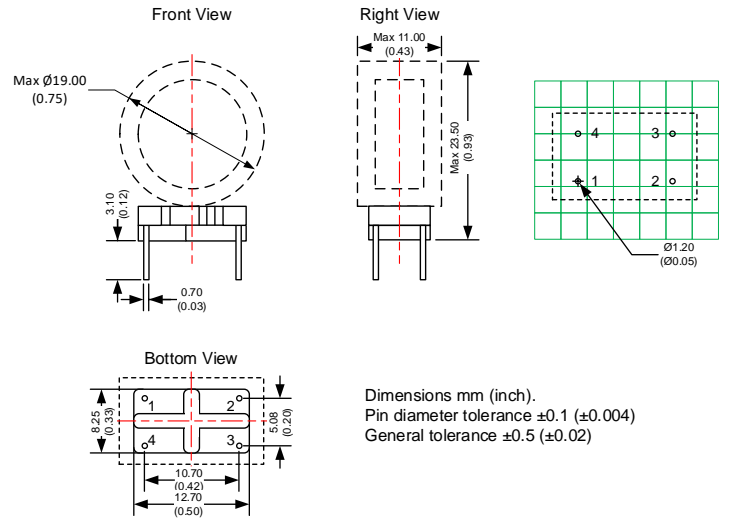 Front View
Right View
Max Ø19.00
(0.75)
3.10
(0.12)
0.70
(0.03)
Max 11.00
(0.43)
Max 23.50
(0.93)
4
3
1
2
Ø1.20
(Ø0.05)
Bottom View
8.25
(0.33)
1
2
4
3
5.08
(0.20)
10.70
(0.42)
12.70
(0.50)
Dimensions mm (inch).
Pin diameter tolerance ±0.1 (±0.004)
General tolerance ±0.5 (±0.02)